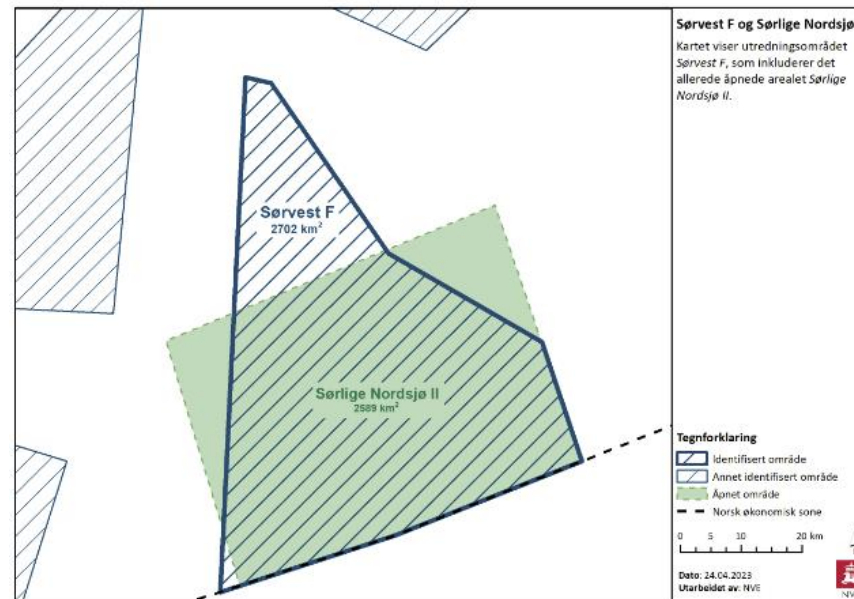 Sørvest F og Sørlige Nordsjø
Kartet viser utredningsområdet
Sørvest F, som inkluderer det
allerede åpnede arealet Sørlige
Nordsjø II.
Sørvest F
2702 km²
Sørlige Nordsjø II
2589 km²
Tegnforklaring
Identifisert område
Annet identifisert område
Åpnet område
Norsk økonomisk sone
0 5 10 20 km
Dato: 24.04.2023
Utarbeidet av: NVE